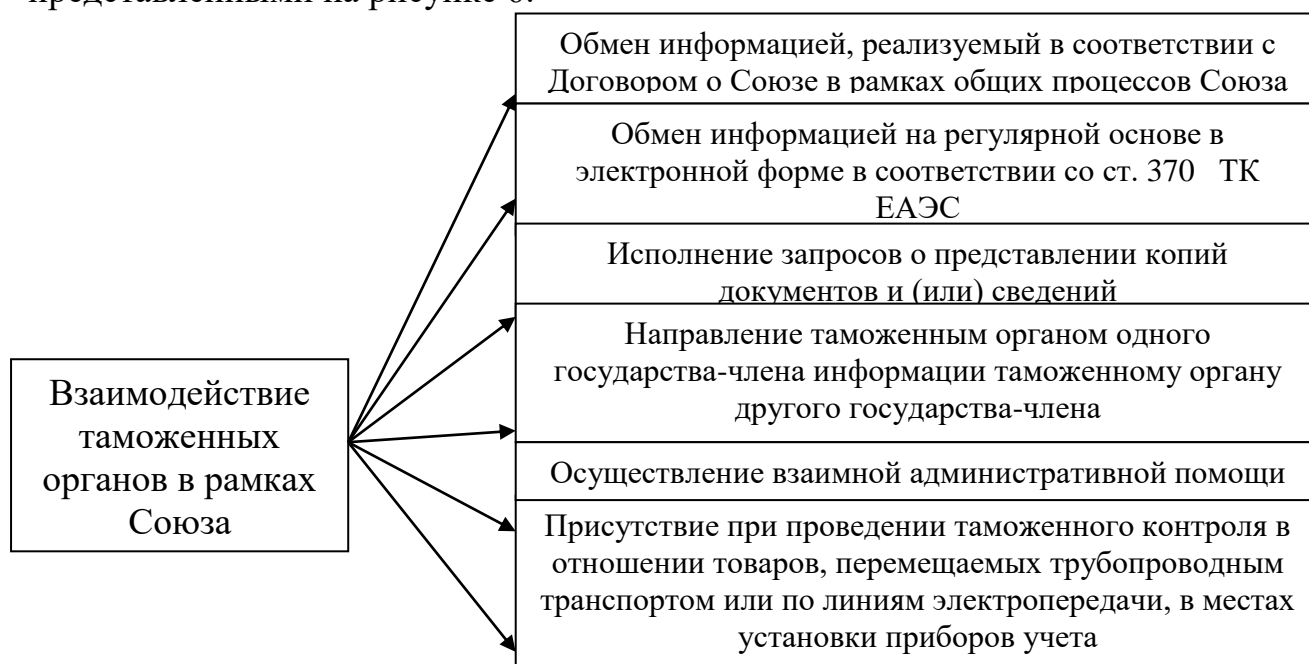 представленными на рисунке 6.
Обмен информацией, реализуемый в соответствии с
Договором о Союзе в рамках общих процессов Союза
Обмен информацией на регулярной основе в
электронной форме в соответствии со ст. 370 ТК
ЕАЭС
Исполнение запросов о представлении копий
документов и (или) сведений
Направление таможенным органом одного
государства-члена информации таможенному органу
другого государства-члена
Осуществление взаимной административной помощи
Присутствие при проведении таможенного контроля в
отношении товаров, перемещаемых трубопроводным
транспортом или по линиям электропередачи, в местах
установки приборов учета
Взаимодействие
таможенных
органов в рамках
Союза